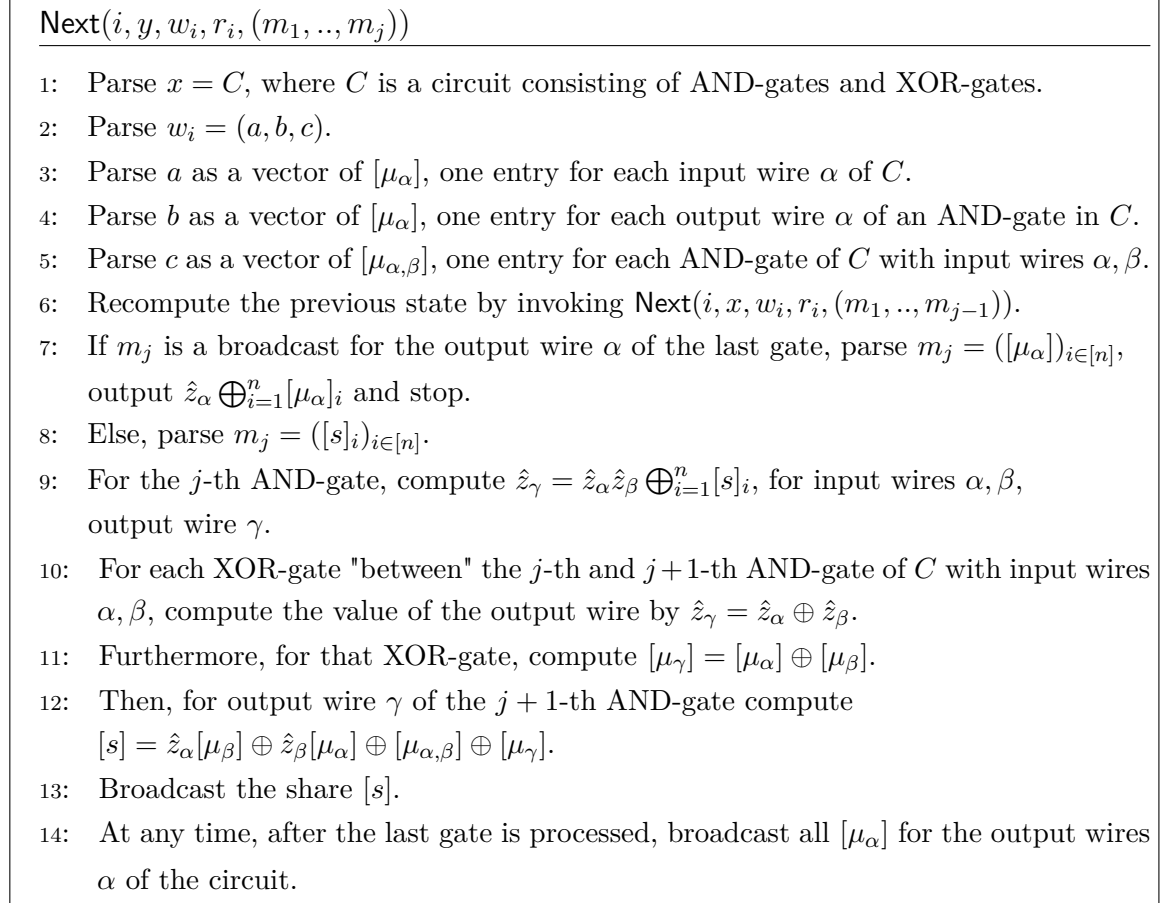 Next(i, y, w_i, r_i, (m_1, .., m_j))
1: Parse x = C, where C is a circuit consisting of AND-gates and XOR-gates.
2: Parse w_i = (a, b, c).
3: Parse a as a vector of [μ_α], one entry for each input wire α of C.
4: Parse b as a vector of [μ_α], one entry for each output wire α of an AND-gate in C.
5: Parse c as a vector of [μ_{α,β}], one entry for each AND-gate of C with input wires α, β.
6: Recompute the previous state by invoking Next(i, x, w_i, r_i, (m_1, .., m_{j−1})).
7: If m_j is a broadcast for the output wire α of the last gate, parse m_j = ([μ_α])_{i∈[n]},
output ẑ_α ⊕_{i=1}^n [μ_α]_i and stop.
8: Else, parse m_j = ([s]_i)_{i∈[n]}.
9: For the j-th AND-gate, compute ẑ_γ = ẑ_α ẑ_β ⊕_{i=1}^n [s]_i, for input wires α, β,
output wire γ.
10: For each XOR-gate "between" the j-th and j + 1-th AND-gate of C with input wires
α, β, compute the value of the output wire by ẑ_γ = ẑ_α ⊕ ẑ_β.
11: Furthermore, for that XOR-gate, compute [μ_γ] = [μ_α] ⊕ [μ_β].
12: Then, for output wire γ of the j + 1-th AND-gate compute
[s] = ẑ_α[μ_β] ⊕ ẑ_β[μ_α] ⊕ [μ_{α,β}] ⊕ [μ_γ].
13: Broadcast the share [s].
14: At any time, after the last gate is processed, broadcast all [μ_α] for the output wires
α of the circuit.